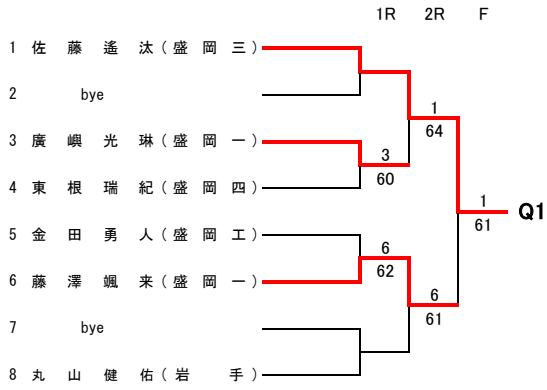 1R 2R F
1 佐 藤 遙 汰 ( 盛 岡 三 )
2 bye
1
64
3 廣 嶼 光 琳 ( 盛 岡 一 )
3
60
4 東 根 瑞 紀 ( 盛 岡 四 )
1
61
Q1
5 金 田 勇 人 ( 盛 岡 工 )
6
62
6 藤 澤 颯 来 ( 盛 岡 一 )
6
61
7 bye
8 丸 山 健 佑 ( 岩 手 )